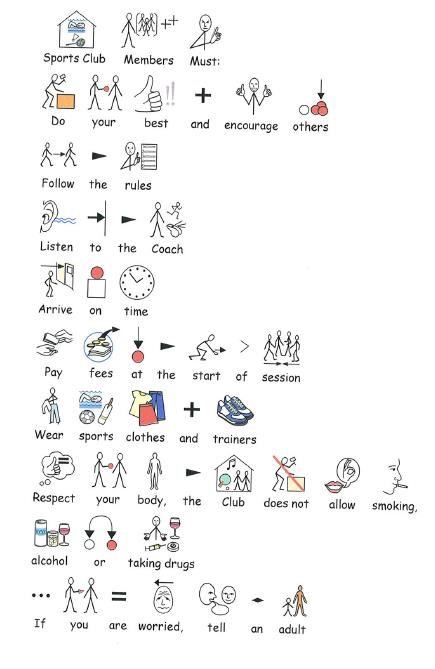 Sports Club Members Must:
Do your best and encourage others
Follow the rules
Listen to the Coach
Arrive on time
Pay fees at the start of session
Wear sports clothes and trainers
Respect your body, the Club does not allow smoking,
alcohol or taking drugs
If you are worried, tell an adult